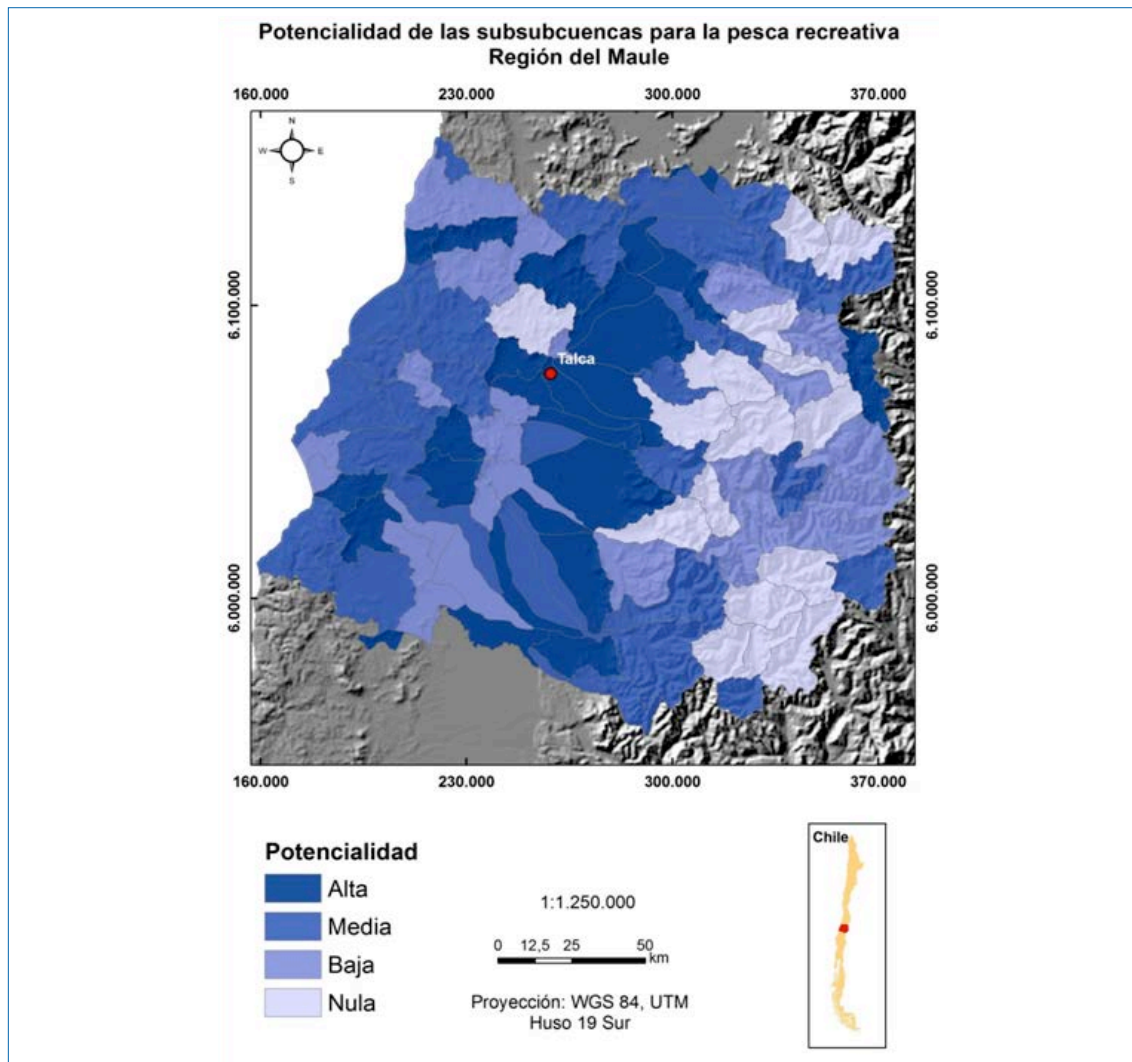 Potencialidad de las subsubcuencas para la pesca recreativa
Región del Maule
160.000 230.000 300.000 370.000
N
W E
S
6.100.000 6.100.000
Talca
6.000.000 6.000.000
160.000 230.000 300.000 370.000
Potencialidad
Alta
Media
Baja
Nula
1:1.250.000
0 12,5 25 50
km
Proyección: WGS 84, UTM
Huso 19 Sur
Chile